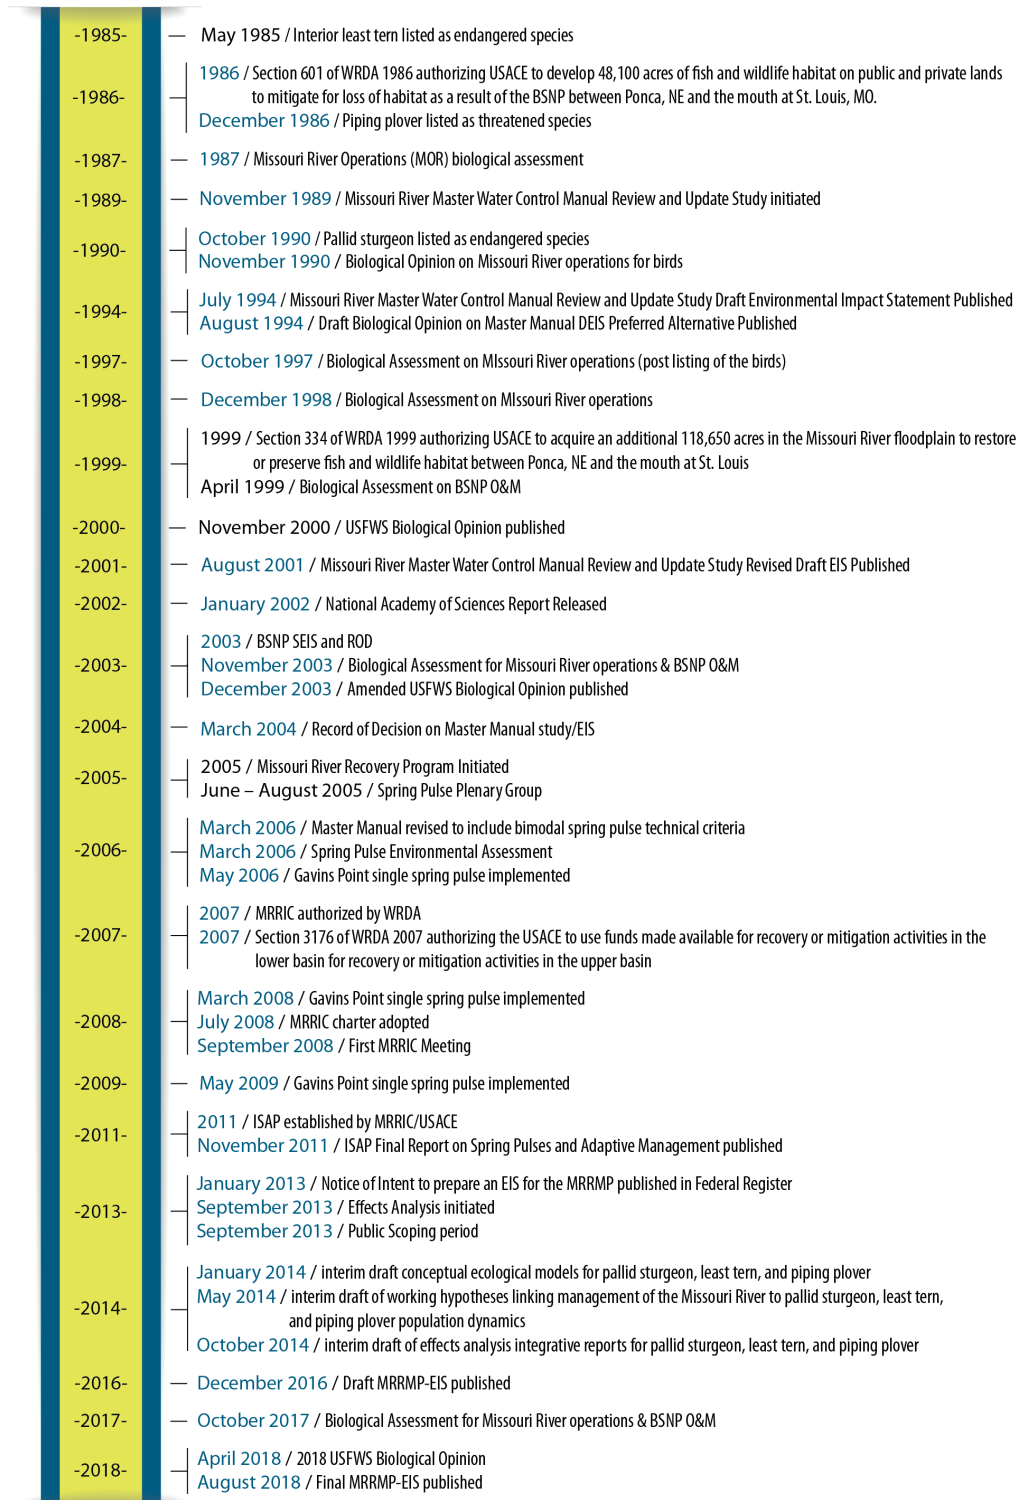 -1985-
May 1985 / Interior least tern listed as endangered species
-1986-
1986 / Section 601 of WRDA 1986 authorizing USACE to develop 48,100 acres of fish and wildlife habitat on public and private lands
to mitigate for loss of habitat as a result of the BSNP between Ponca, NE and the mouth at St. Louis, MO.
December 1986 / Piping plover listed as threatened species
-1987-
1987 / Missouri River Operations (MOR) biological assessment
-1989-
November 1989 / Missouri River Master Water Control Manual Review and Update Study initiated
-1990-
October 1990 / Pallid sturgeon listed as endangered species
November 1990 / Biological Opinion on Missouri River operations for birds
-1994-
July 1994 / Missouri River Master Water Control Manual Review and Update Study Draft Environmental Impact Statement Published
August 1994 / Draft Biological Opinion on Master Manual DEIS Preferred Alternative Published
-1997-
October 1997 / Biological Assessment on MIssouri River operations (post listing of the birds)
-1998-
December 1998 / Biological Assessment on MIssouri River operations
-1999-
1999 / Section 334 of WRDA 1999 authorizing USACE to acquire an additional 118,650 acres in the Missouri River floodplain to restore
or preserve fish and wildlife habitat between Ponca, NE and the mouth at St. Louis
April 1999 / Biological Assessment on BSNP O&M
-2000-
November 2000 / USFWS Biological Opinion published
-2001-
August 2001 / Missouri River Master Water Control Manual Review and Update Study Revised Draft EIS Published
-2002-
January 2002 / National Academy of Sciences Report Released
-2003-
2003 / BSNP SEIS and ROD
November 2003 / Biological Assessment for Missouri River operations & BSNP O&M
December 2003 / Amended USFWS Biological Opinion published
-2004-
March 2004 / Record of Decision on Master Manual study/EIS
-2005-
2005 / Missouri River Recovery Program Initiated
June – August 2005 / Spring Pulse Plenary Group
-2006-
March 2006 / Master Manual revised to include bimodal spring pulse technical criteria
March 2006 / Spring Pulse Environmental Assessment
May 2006 / Gavins Point single spring pulse implemented
-2007-
2007 / MRRIC authorized by WRDA
2007 / Section 3176 of WRDA 2007 authorizing the USACE to use funds made available for recovery or mitigation activities in the
lower basin for recovery or mitigation activities in the upper basin
-2008-
March 2008 / Gavins Point single spring pulse implemented
July 2008 / MRRIC charter adopted
September 2008 / First MRRIC Meeting
-2009-
May 2009 / Gavins Point single spring pulse implemented
-2011-
2011 / ISAP established by MRRIC/USACE
November 2011 / ISAP Final Report on Spring Pulses and Adaptive Management published
-2013-
January 2013 / Notice of Intent to prepare an EIS for the MRRMP published in Federal Register
September 2013 / Effects Analysis initiated
September 2013 / Public Scoping period
-2014-
January 2014 / interim draft conceptual ecological models for pallid sturgeon, least tern, and piping plover
May 2014 / interim draft of working hypotheses linking management of the Missouri River to pallid sturgeon, least tern,
and piping plover population dynamics
October 2014 / interim draft of effects analysis integrative reports for pallid sturgeon, least tern, and piping plover
-2016-
December 2016 / Draft MRRMP-EIS published
-2017-
October 2017 / Biological Assessment for Missouri River operations & BSNP O&M
-2018-
April 2018 / 2018 USFWS Biological Opinion
August 2018 / Final MRRMP-EIS published